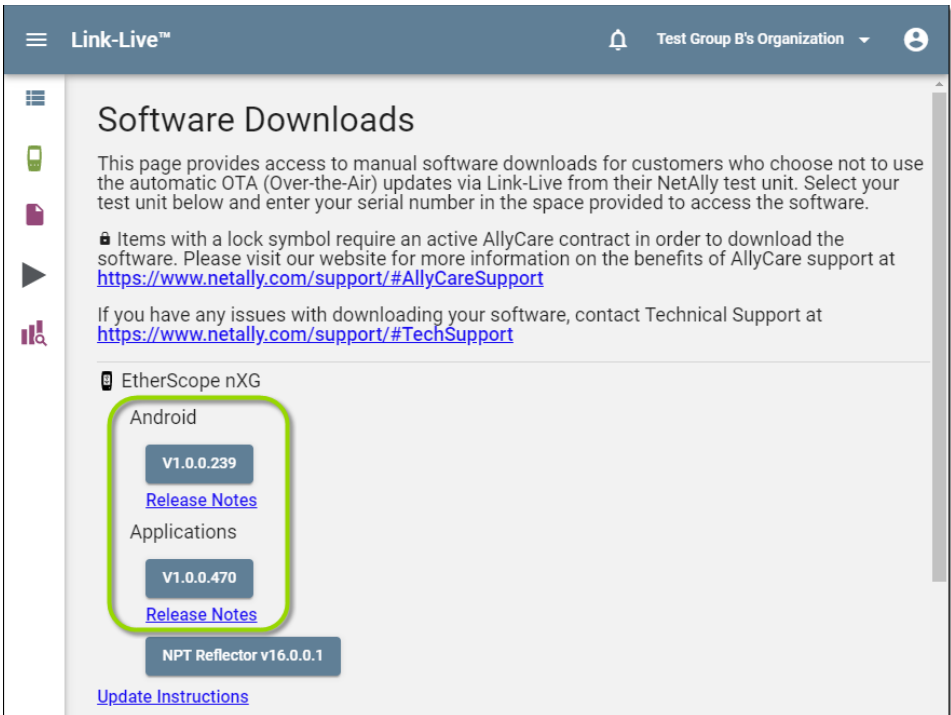 Link-Live™
Test Group B's Organization
Software Downloads
This page provides access to manual software downloads for customers who choose not to use
the automatic OTA (Over-the-Air) updates via Link-Live from their NetAlly test unit. Select your
test unit below and enter your serial number in the space provided to access the software.
Items with a lock symbol require an active AllyCare contract in order to download the
software. Please visit our website for more information on the benefits of AllyCare support at
https://www.netally.com/support/#AllyCareSupport
If you have any issues with downloading your software, contact Technical Support at
https://www.netally.com/support/#TechSupport
EtherScope nXG
Android
V1.0.0.239
Release Notes
Applications
V1.0.0.470
Release Notes
NPT Reflector v16.0.0.1
Update Instructions